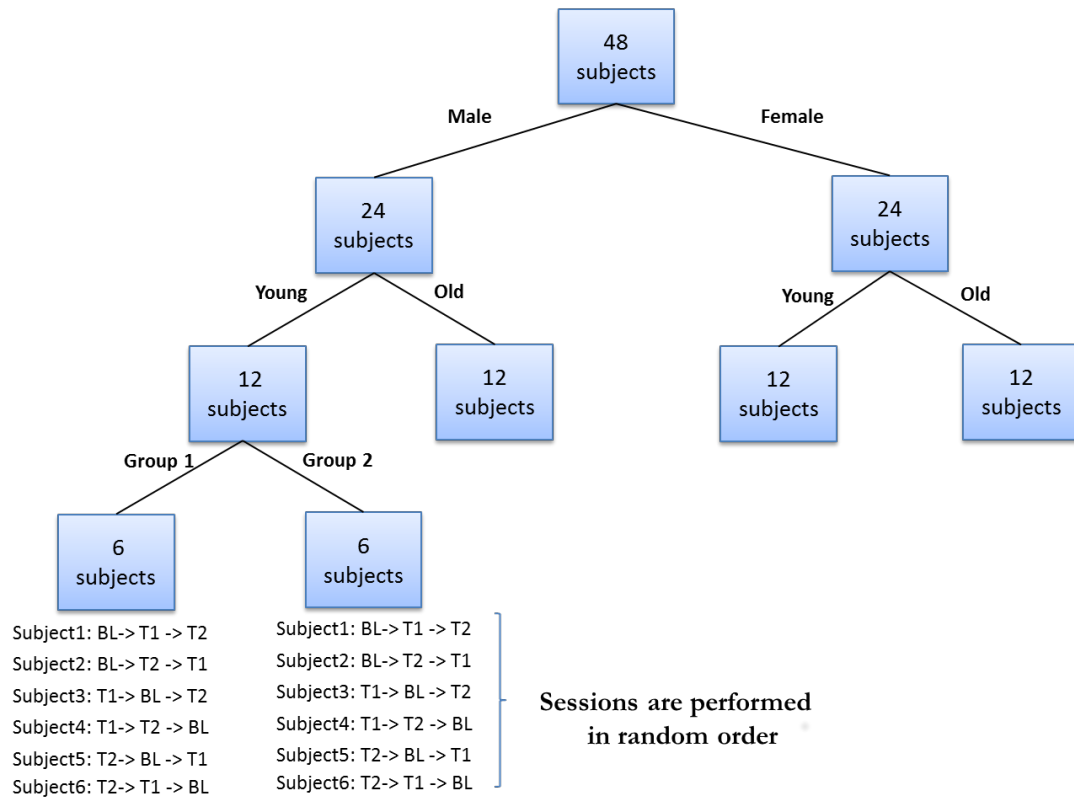 48
subjects
Male
Female
24
subjects
24
subjects
Young
Old
Young
Old
12
subjects
12
subjects
12
subjects
12
subjects
Group 1
Group 2
6
subjects
6
subjects
Subject1: BL-> T1 -> T2
Subject2: BL-> T2 -> T1
Subject3: T1-> BL -> T2
Subject4: T1-> T2 -> BL
Subject5: T2-> BL -> T1
Subject6: T2-> T1 -> BL
Subject1: BL-> T1 -> T2
Subject2: BL-> T2 -> T1
Subject3: T1-> BL -> T2
Subject4: T1-> T2 -> BL
Subject5: T2-> BL -> T1
Subject6: T2-> T1 -> BL
Sessions are performed
in random order